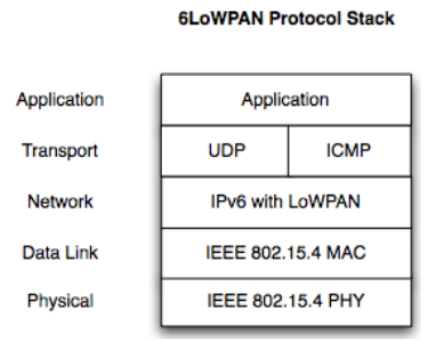 6LoWPAN Protocol Stack
Application Application
Transport UDP ICMP
Network IPv6 with LoWPAN
Data Link IEEE 802.15.4 MAC
Physical IEEE 802.15.4 PHY